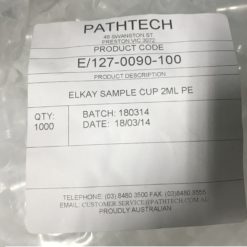 PATHTECH
48 SWANSTON ST
PRESTON VIC 3072
PRODUCT CODE
E/127-0090-100
PRODUCT DESCRIPTION
ELKAY SAMPLE CUP 2ML PE
QTY: 1000
BATCH: 180314
DATE: 18/03/14
TELEPHONE (03) 8480 3500 FAX (03) 8480 8555
EMAIL: CUSTOMER.SERVICE@PATHTECH.COM.AU
PROUDLY AUSTRALIAN